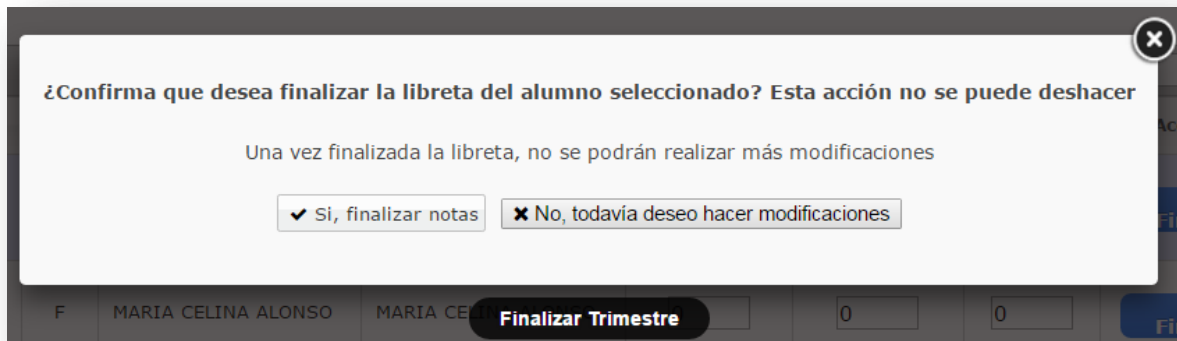 ¿Confirma que desea finalizar la libreta del alumno seleccionado? Esta acción no se puede deshacer
Una vez finalizada la libreta, no se podrán realizar más modificaciones
Si, finalizar notas
No, todavía deseo hacer modificaciones
F MARIA CELINA ALONSO MARIA 0 0
Finalizar Trimestre